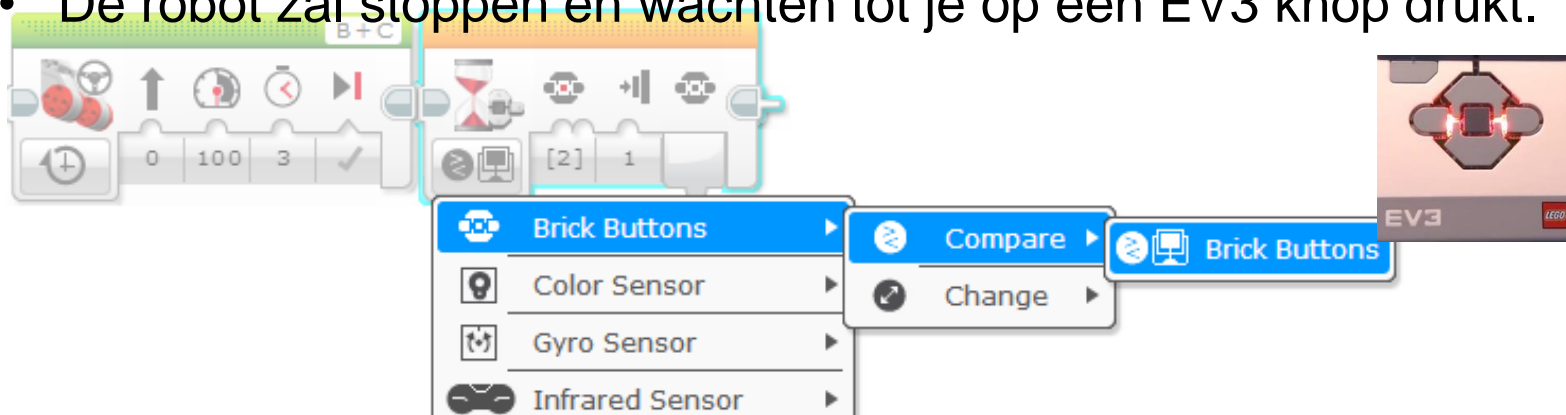 • De robot zal stoppen en wachten tot je op een EV3 knop drukt.
B+C
0 100 3
[2] 1
Brick Buttons
Color Sensor
Gyro Sensor
Infrared Sensor
Compare
Change
Brick Buttons
EV3
LEGO